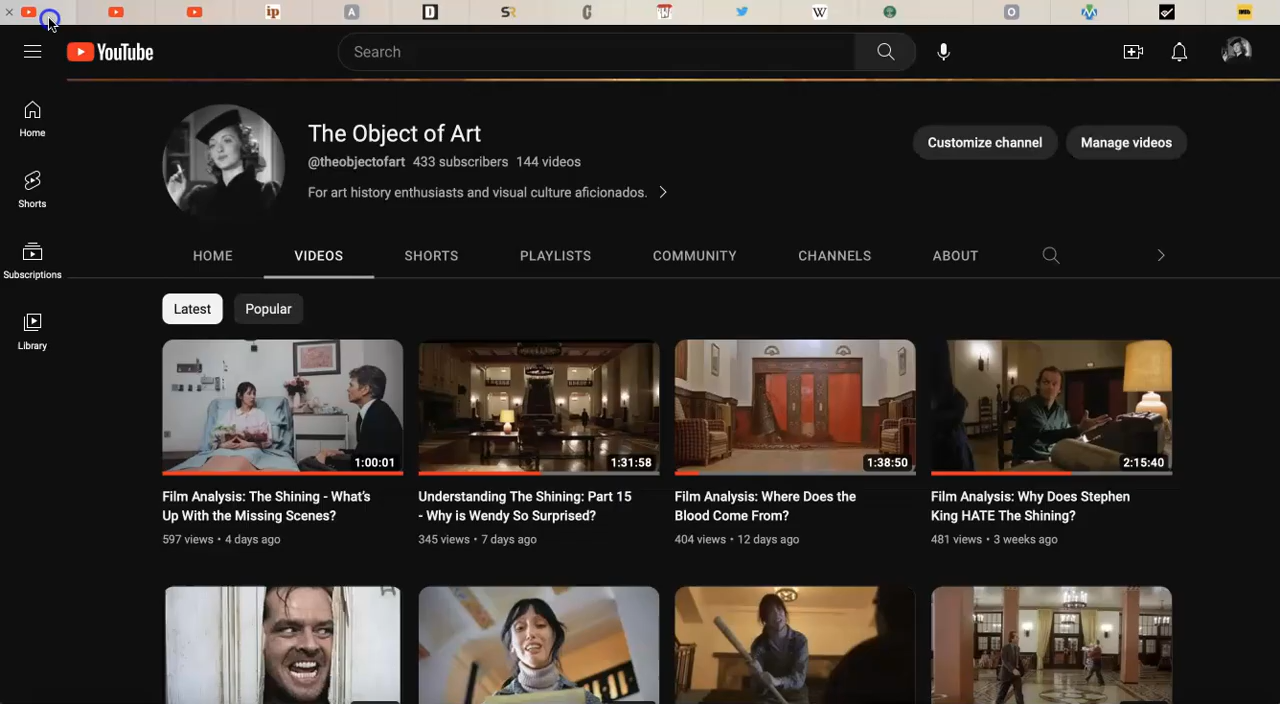 ip
A
D
SR
C
W
O
M
IMDb
YouTube
Search
The Object of Art
@theobjectofart 433 subscribers 144 videos
Customize channel
Manage videos
For art history enthusiasts and visual culture aficionados.
Home
Shorts
Subscriptions
Library
HOME
VIDEOS
SHORTS
PLAYLISTS
COMMUNITY
CHANNELS
ABOUT
Latest
Popular
1:00:01
Film Analysis: The Shining - What's
Up With the Missing Scenes?
597 views • 4 days ago
1:31:58
Understanding The Shining: Part 15
- Why is Wendy So Surprised?
345 views • 7 days ago
1:38:50
Film Analysis: Where Does the
Blood Come From?
404 views • 12 days ago
2:15:40
Film Analysis: Why Does Stephen
King HATE The Shining?
481 views • 3 weeks ago